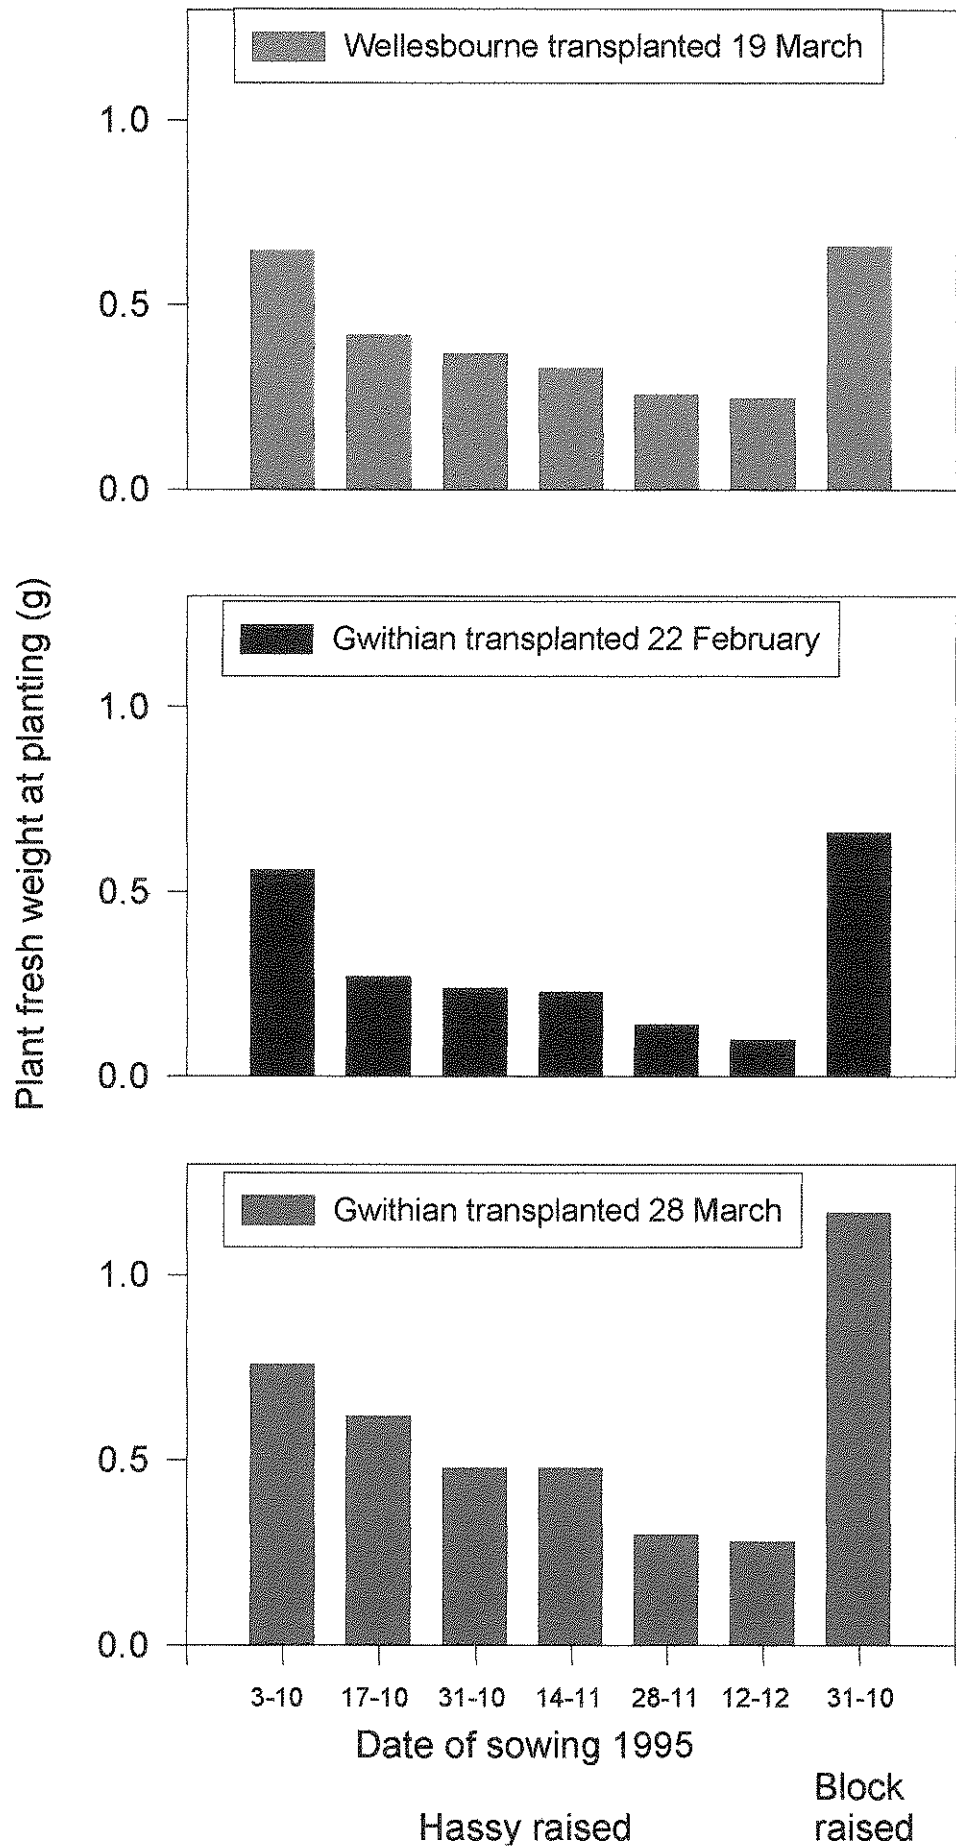 Wellesbourne transplanted 19 March
1.0
0.5
0.0
Plant fresh weight at planting (g)
Gwithian transplanted 22 February
1.0
0.5
0.0
Gwithian transplanted 28 March
1.0
0.5
0.0
3-10 17-10 31-10 14-11 28-11 12-12 31-10
Date of sowing 1995
Hassy raised
Block
raised